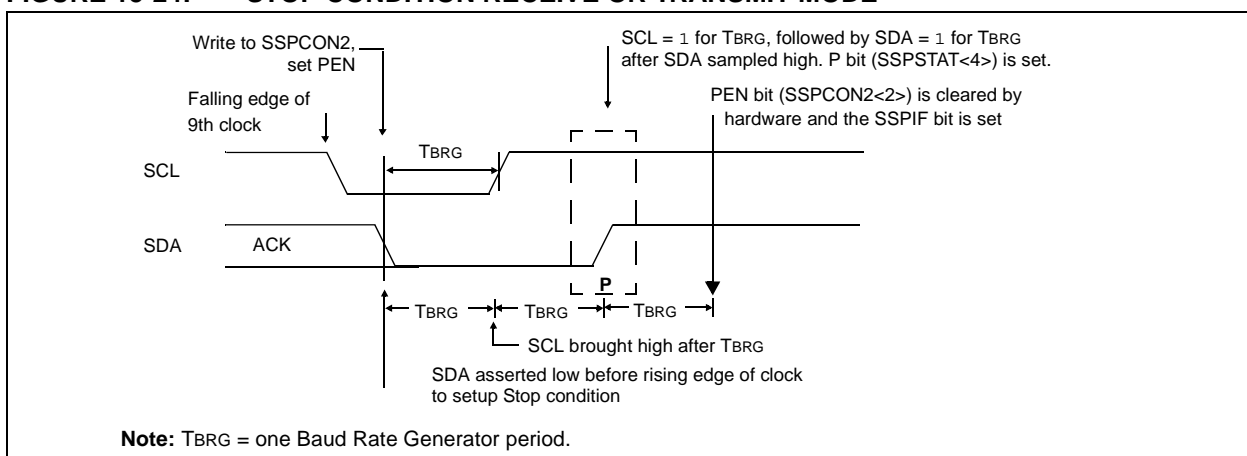 Write to SSPCON2,
set PEN
SCL = 1 for TBRG, followed by SDA = 1 for TBRG
after SDA sampled high. P bit (SSPSTAT<4>) is set.
Falling edge of
9th clock
PEN bit (SSPCON2<2>) is cleared by
hardware and the SSPIF bit is set
TBRG
SCL
SDA
ACK
P
TBRG
TBRG
TBRG
SCL brought high after TBRG
SDA asserted low before rising edge of clock
to setup Stop condition
Note: TBRG = one Baud Rate Generator period.